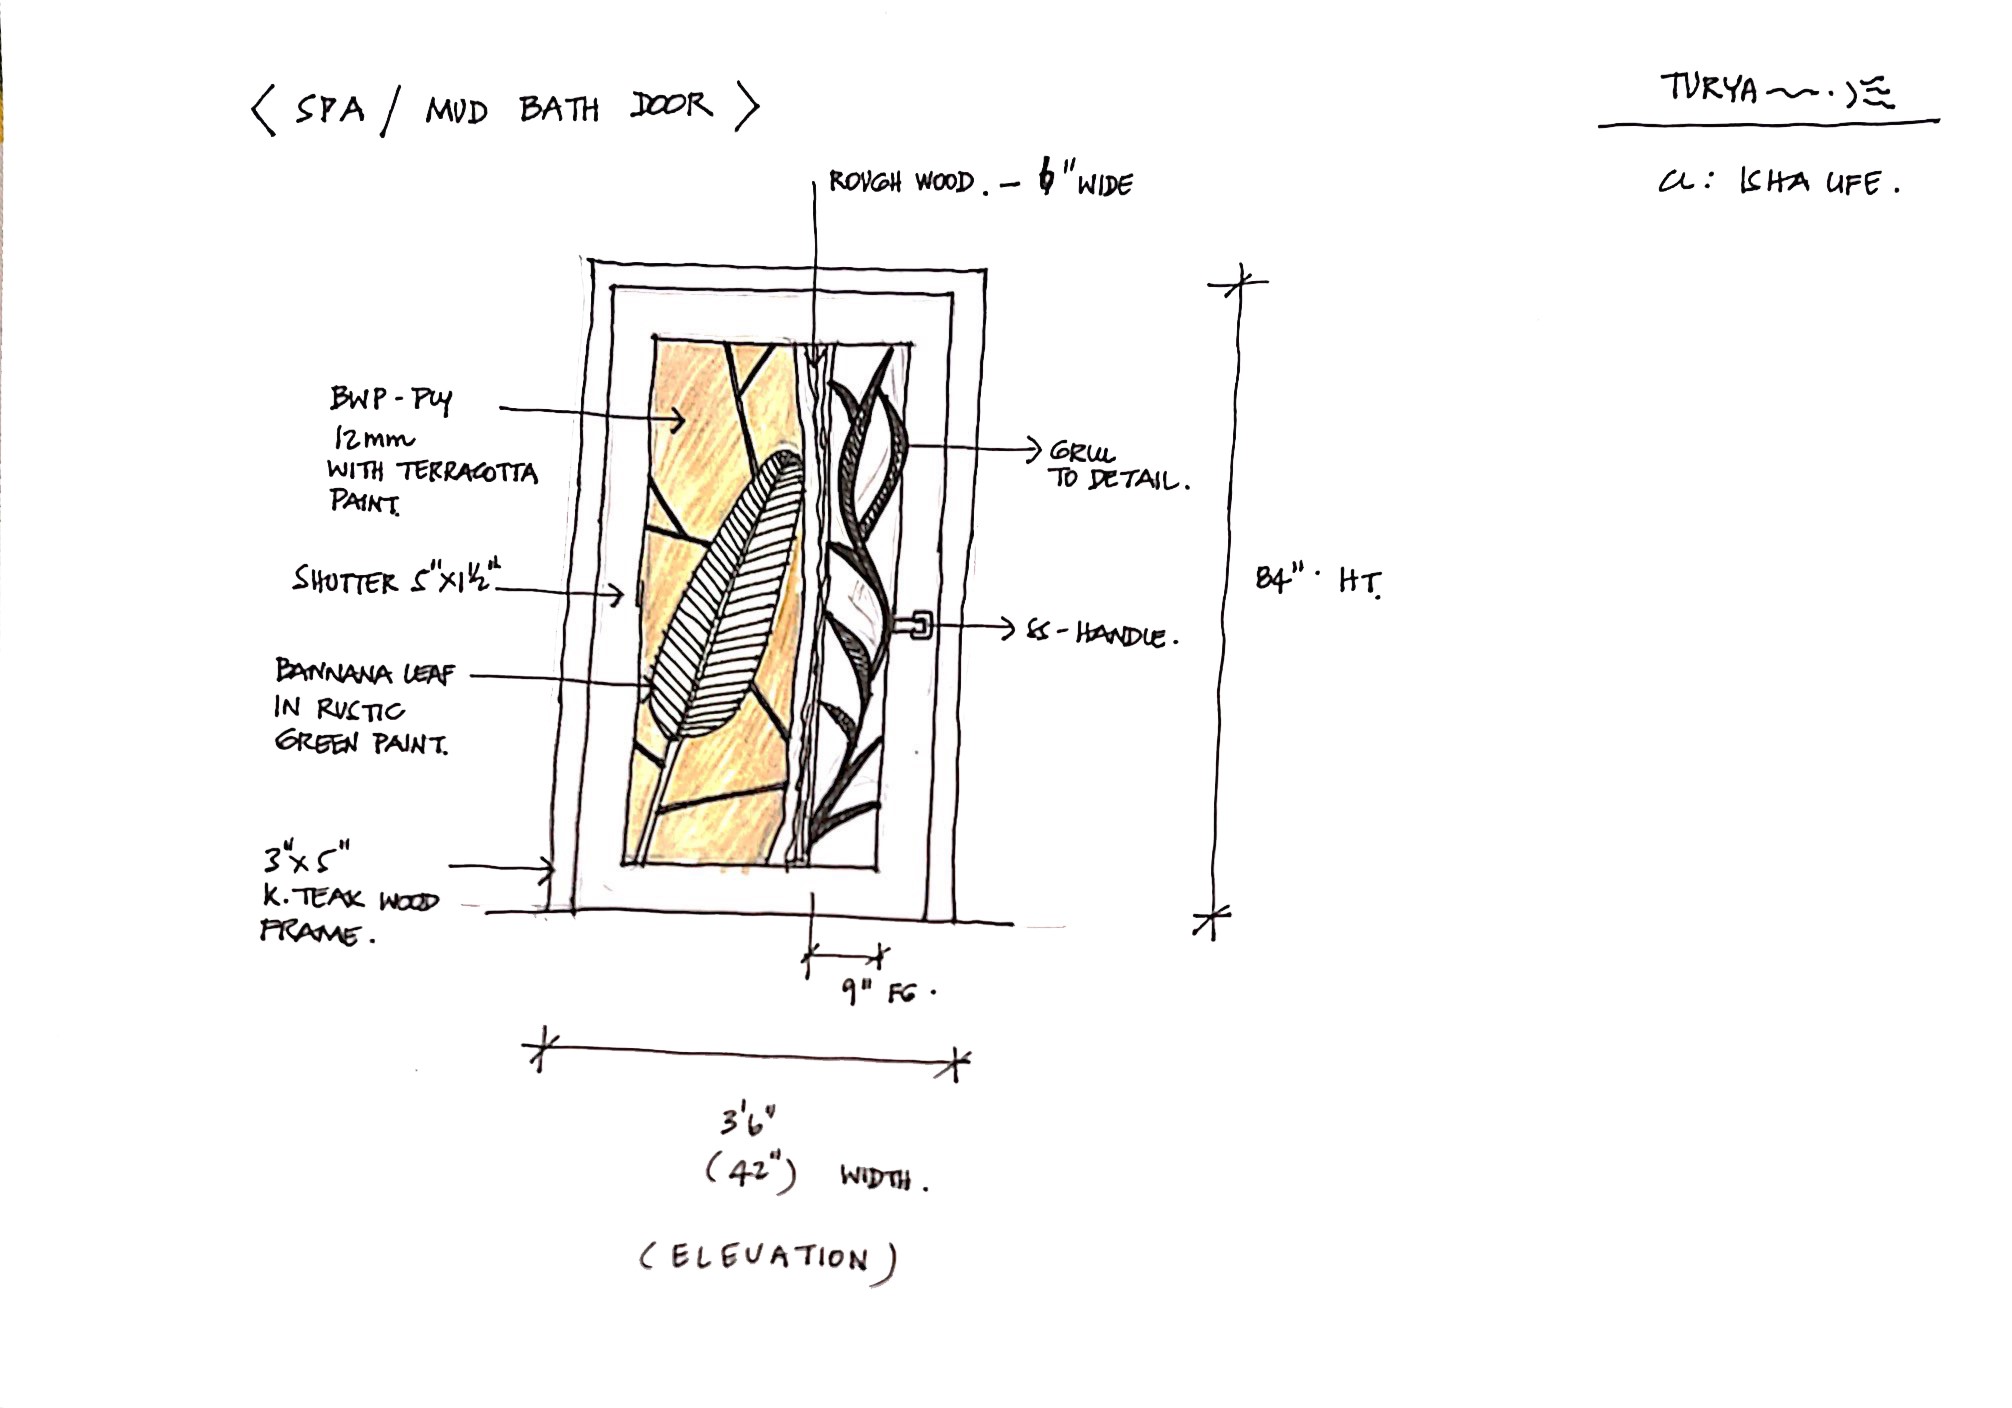 < SPA / MUD BATH DOOR >
TURYA
CL: ISHA LIFE.
ROUGH WOOD. - 6" WIDE
BWP - PLY
12mm
WITH TERRACOTTA
PAINT.
GRILL
TO DETAIL.
SHUTTER 5"X1½"
84". HT.
SS - HANDLE.
BANNANA LEAF
IN RUSTIC
GREEN PAINT.
3"X5"
K. TEAK WOOD
FRAME.
9" FG.
3'6"
(42") WIDTH.
(ELEVATION)